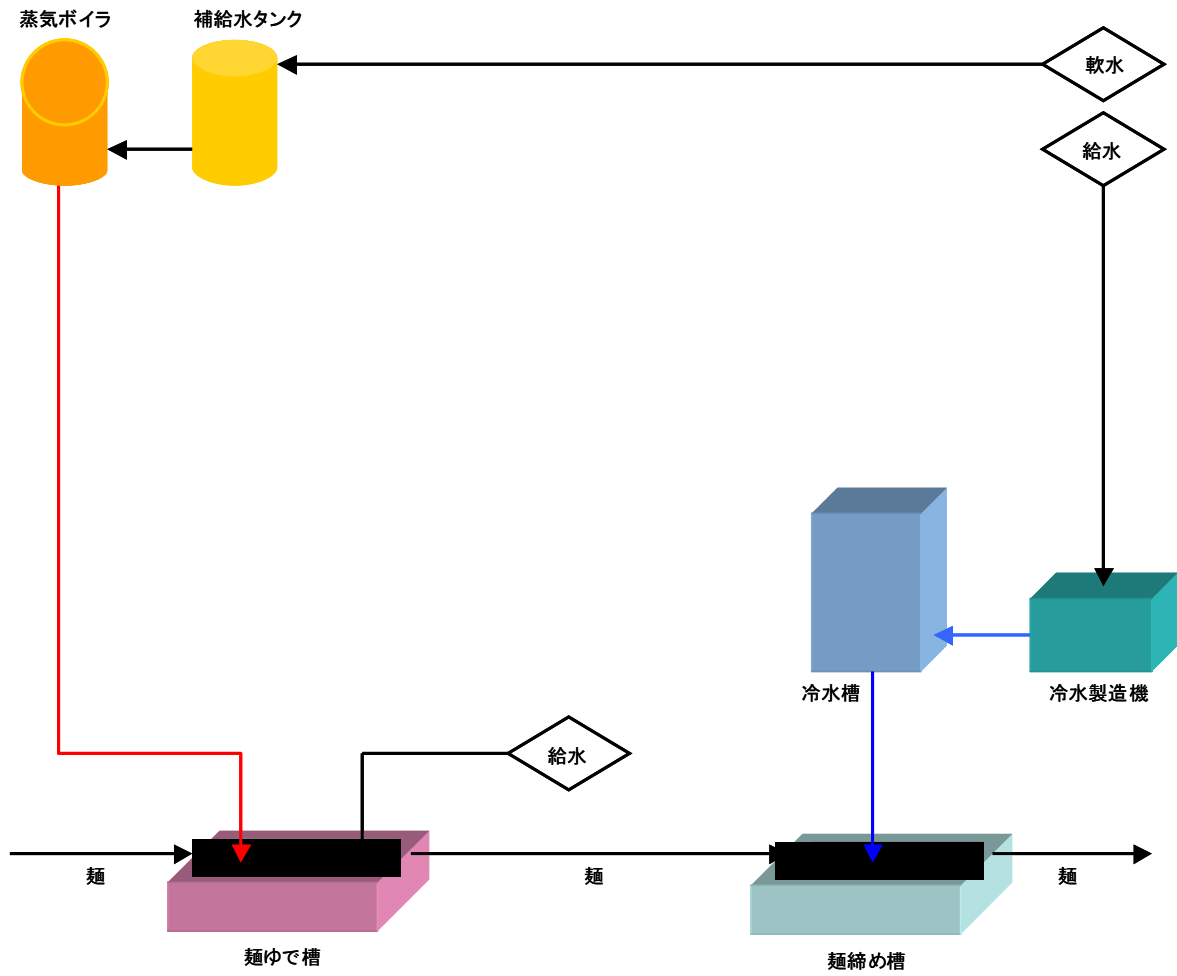 蒸気ボイラ
補給水タンク
軟水
給水
冷水槽
冷水製造機
給水
麺
麺
麺
麺ゆで槽
麺締め槽